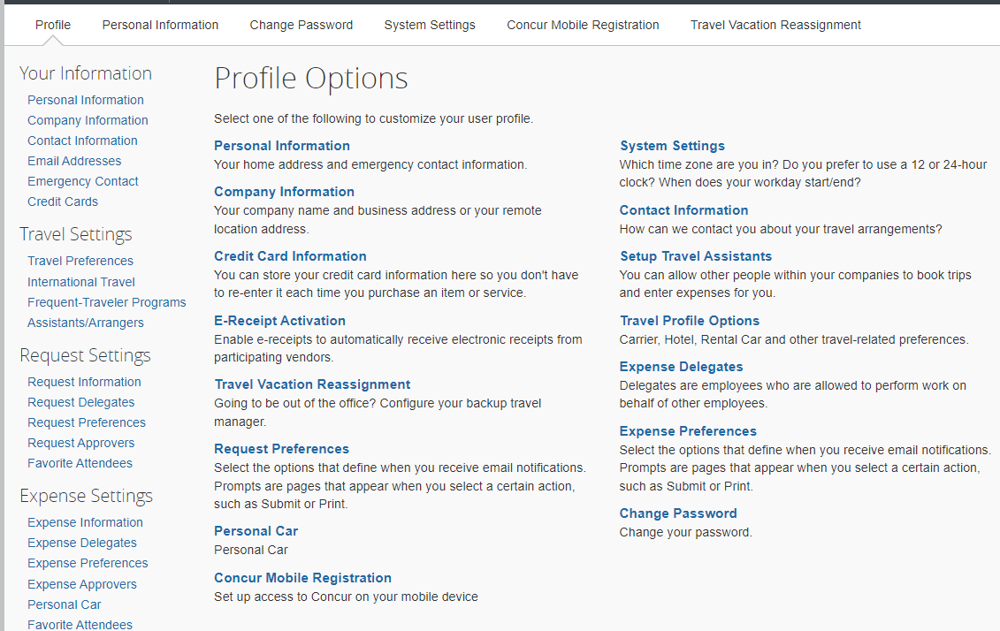 Profile
Personal Information
Change Password
System Settings
Concur Mobile Registration
Travel Vacation Reassignment
Your Information
Personal Information
Company Information
Contact Information
Email Addresses
Emergency Contact
Credit Cards
Travel Settings
Travel Preferences
International Travel
Frequent-Traveler Programs
Assistants/Arrangers
Request Settings
Request Information
Request Delegates
Request Preferences
Request Approvers
Favorite Attendees
Expense Settings
Expense Information
Expense Delegates
Expense Preferences
Expense Approvers
Personal Car
Favorite Attendees
Profile Options
Select one of the following to customize your user profile.
Personal Information
Your home address and emergency contact information.
Company Information
Your company name and business address or your remote
location address.
Credit Card Information
You can store your credit card information here so you don't have
to re-enter it each time you purchase an item or service.
E-Receipt Activation
Enable e-receipts to automatically receive electronic receipts from
participating vendors.
Travel Vacation Reassignment
Going to be out of the office? Configure your backup travel
manager.
Request Preferences
Select the options that define when you receive email notifications.
Prompts are pages that appear when you select a certain action,
such as Submit or Print.
Personal Car
Personal Car
Concur Mobile Registration
Set up access to Concur on your mobile device
System Settings
Which time zone are you in? Do you prefer to use a 12 or 24-hour
clock? When does your workday start/end?
Contact Information
How can we contact you about your travel arrangements?
Setup Travel Assistants
You can allow other people within your companies to book trips
and enter expenses for you.
Travel Profile Options
Carrier, Hotel, Rental Car and other travel-related preferences.
Expense Delegates
Delegates are employees who are allowed to perform work on
behalf of other employees.
Expense Preferences
Select the options that define when you receive email notifications.
Prompts are pages that appear when you select a certain action,
such as Submit or Print.
Change Password
Change your password.